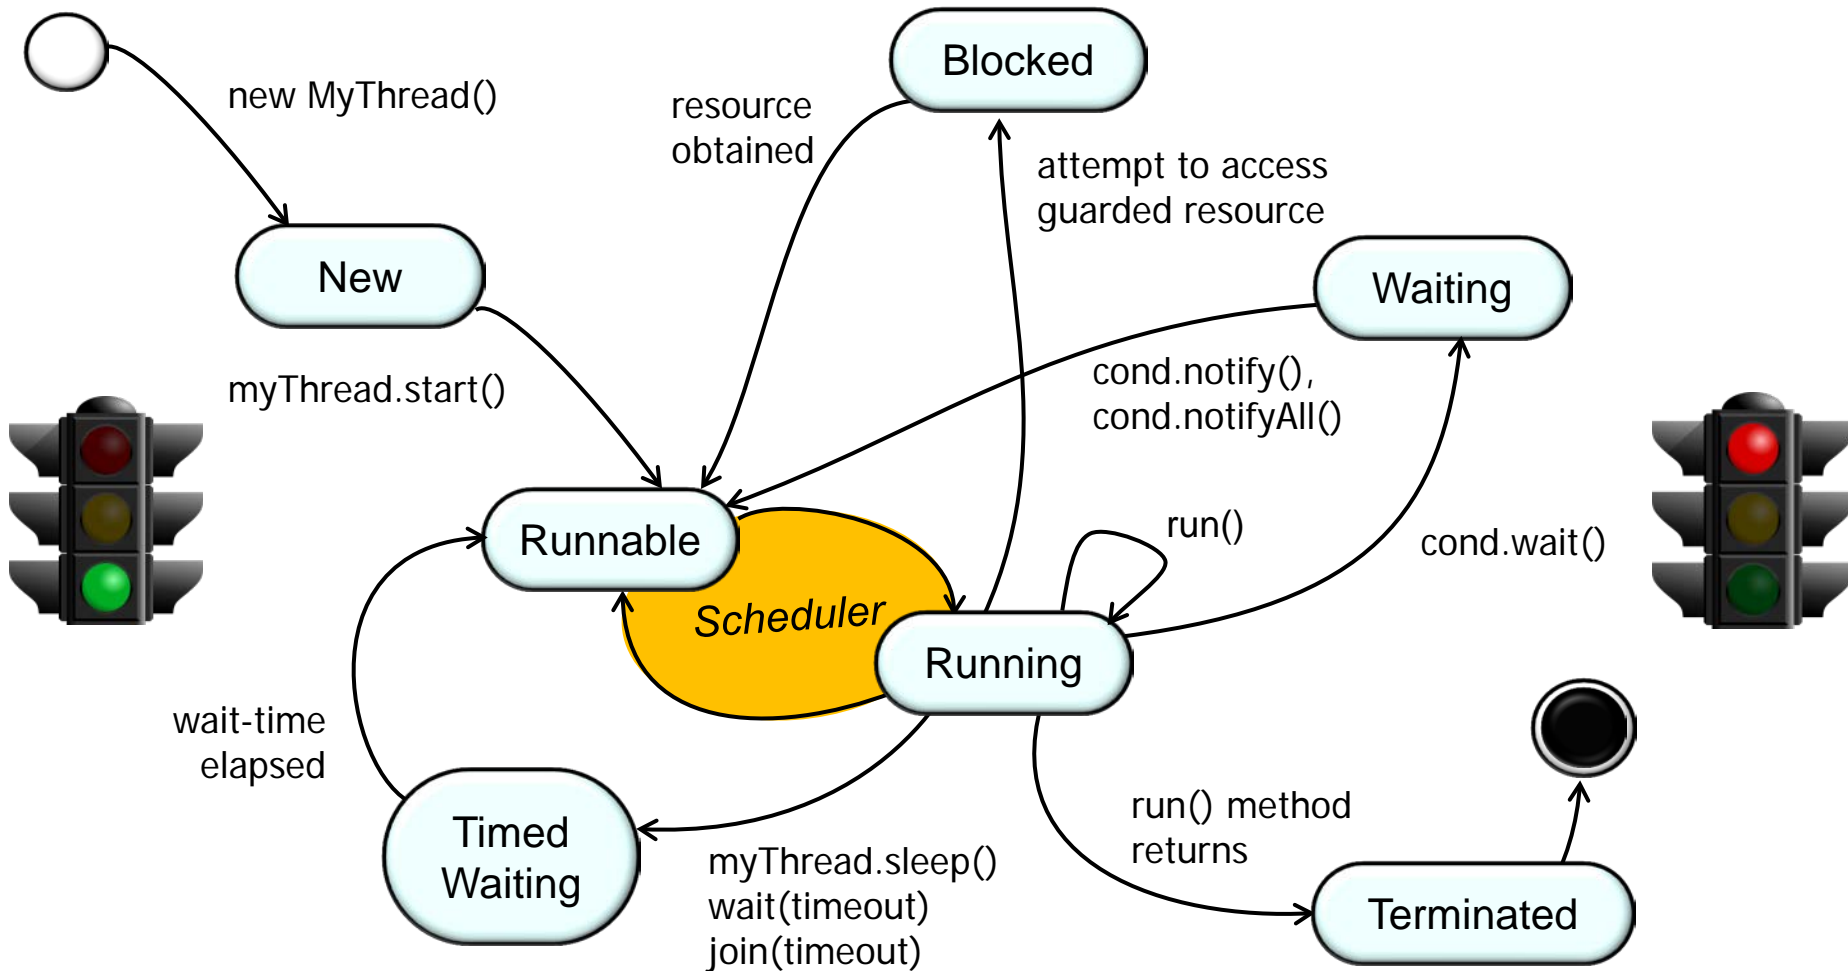 Blocked
new MyThread()
resource
obtained
attempt to access
guarded resource
New
Waiting
myThread.start()
cond.notify(),
cond.notifyAll()
Runnable
run()
cond.wait()
Scheduler
Running
wait-time
elapsed
Timed
Waiting
run() method
returns
myThread.sleep()
wait(timeout)
join(timeout)
Terminated